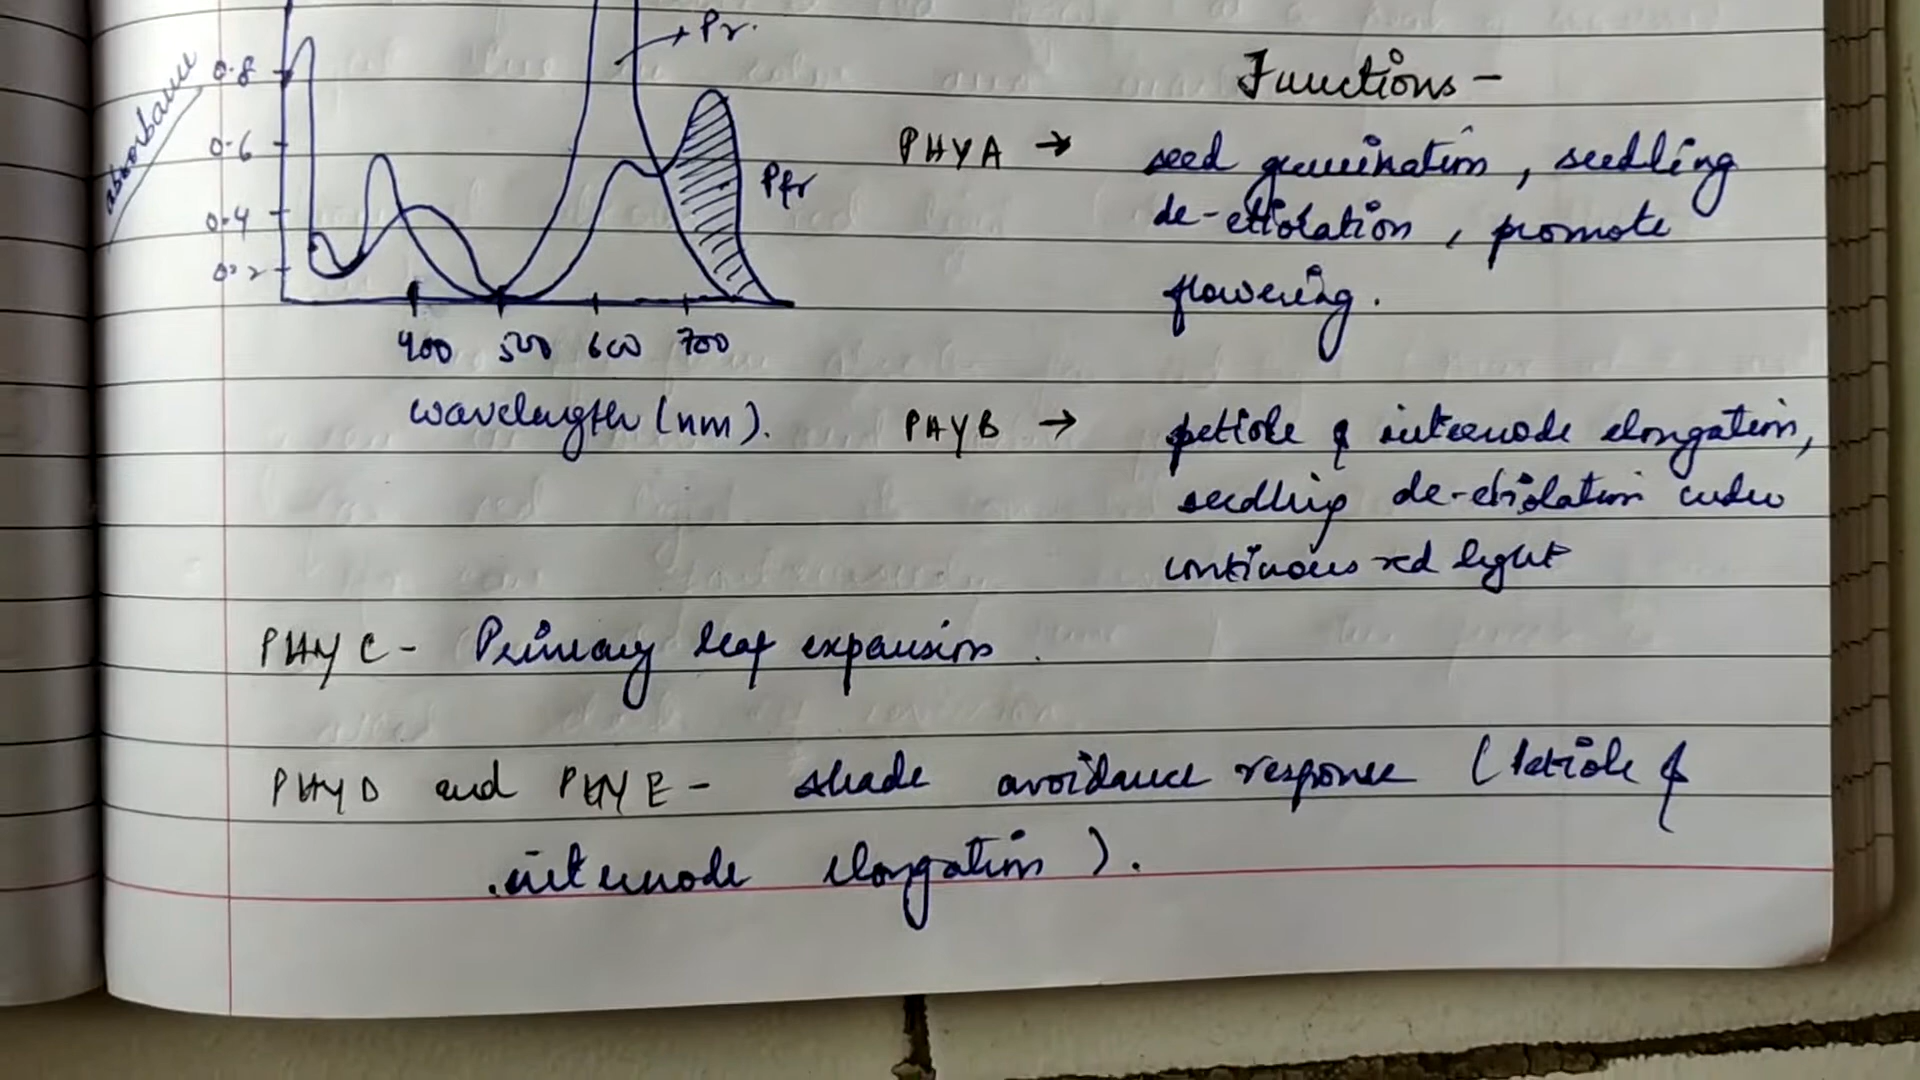 Pr.
absorbance
0.8
0.6
0.4
0.2
Pfr
400 500 600 700
wavelength (nm).
Functions -
PHYA → seed germination, seedling
de-etiolation, promote
flowering.
PHYB → petiole & internode elongation,
seedling de-etiolation under
continuous red light
PHY C - Primary leaf expansion.
PHYD and PHYE - shade avoidance response (Petiole &
internode elongation).